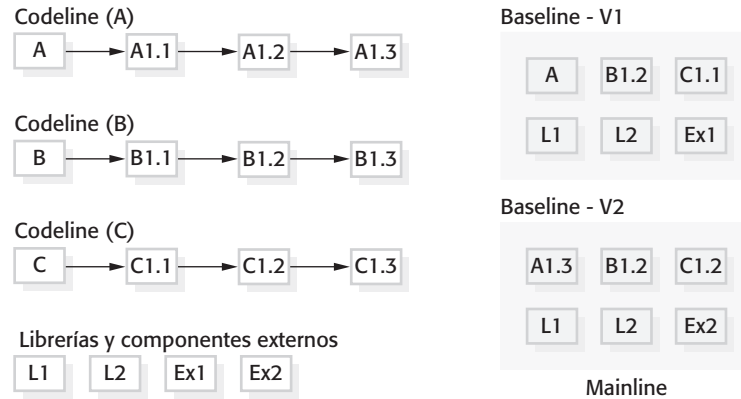 Codeline (A)
A A1.1 A1.2 A1.3
Codeline (B)
B B1.1 B1.2 B1.3
Codeline (C)
C C1.1 C1.2 C1.3
Librerías y componentes externos
L1 L2 Ex1 Ex2
Baseline - V1
A B1.2 C1.1
L1 L2 Ex1
Baseline - V2
A1.3 B1.2 C1.2
L1 L2 Ex2
Mainline